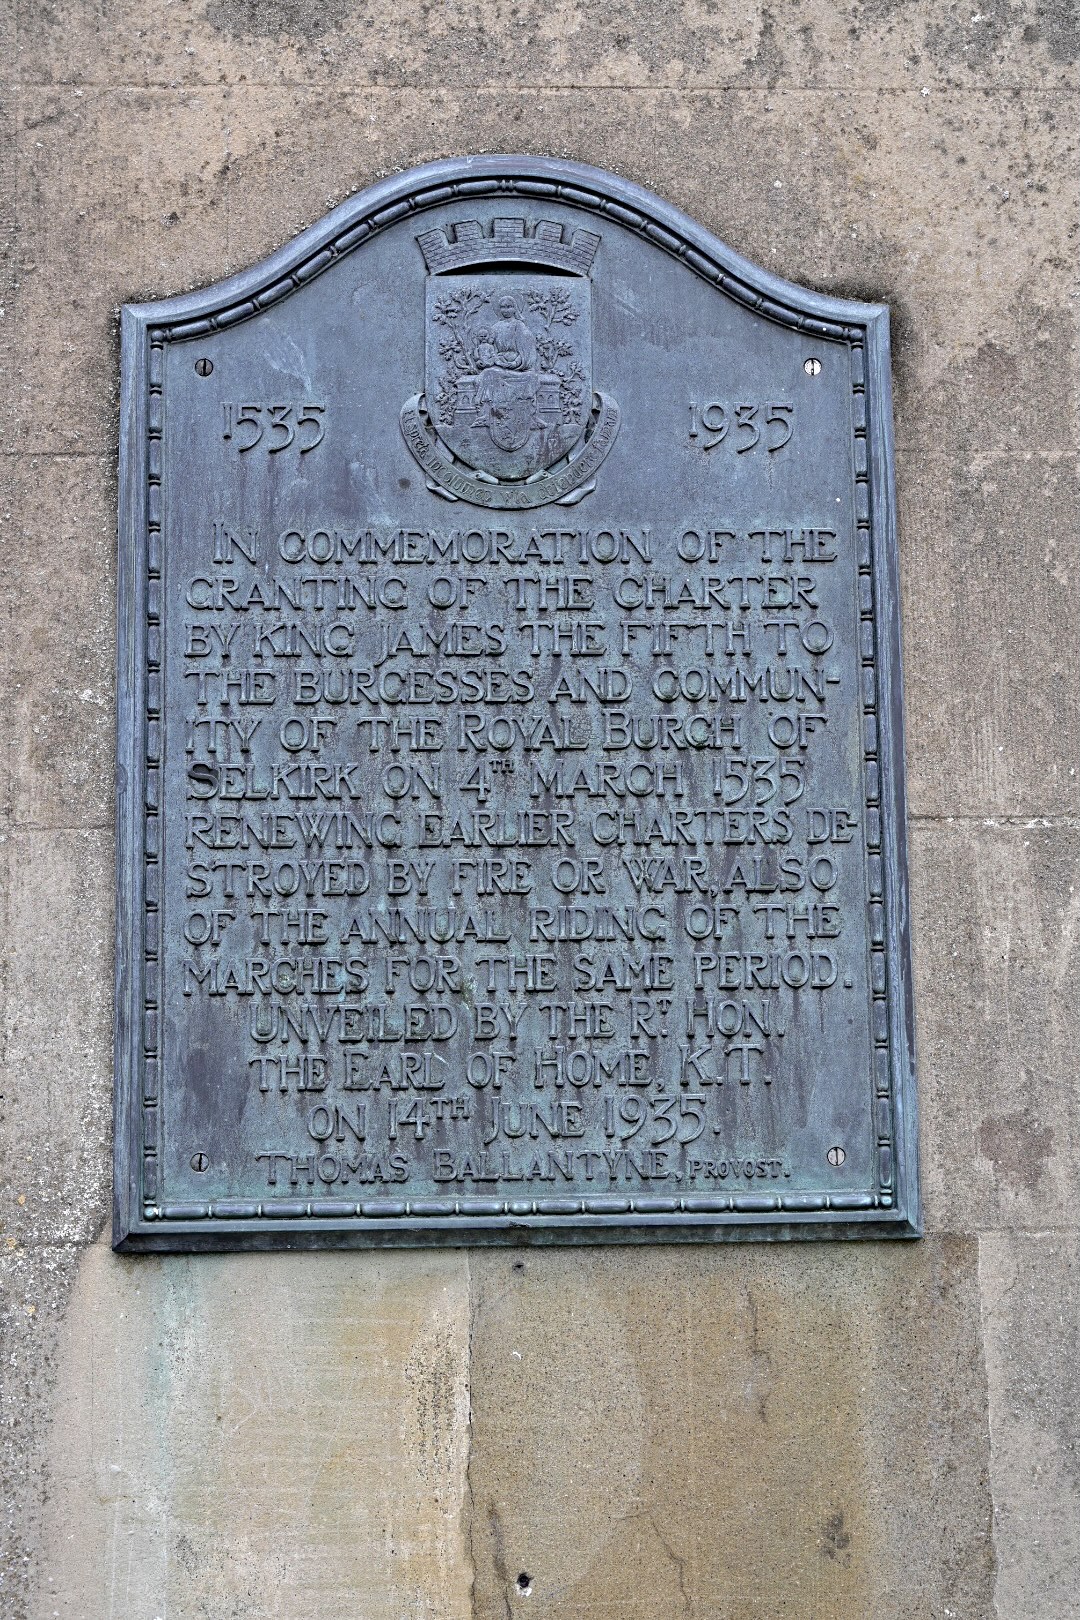 1535 1935
IN COMMEMORATION OF THE
GRANTING OF THE CHARTER
BY KING JAMES THE FIFTH TO
THE BURGESSES AND COMMUN-
ITY OF THE ROYAL BURGH OF
SELKIRK ON 4TH MARCH 1535
RENEWING EARLIER CHARTERS DE-
STROYED BY FIRE OR WAR, ALSO
OF THE ANNUAL RIDING OF THE
MARCHES FOR THE SAME PERIOD.
UNVEILED BY THE RT. HON.
THE EARL OF HOME, K.T.
ON 14TH JUNE 1935.
THOMAS BALLANTYNE, PROVOST.